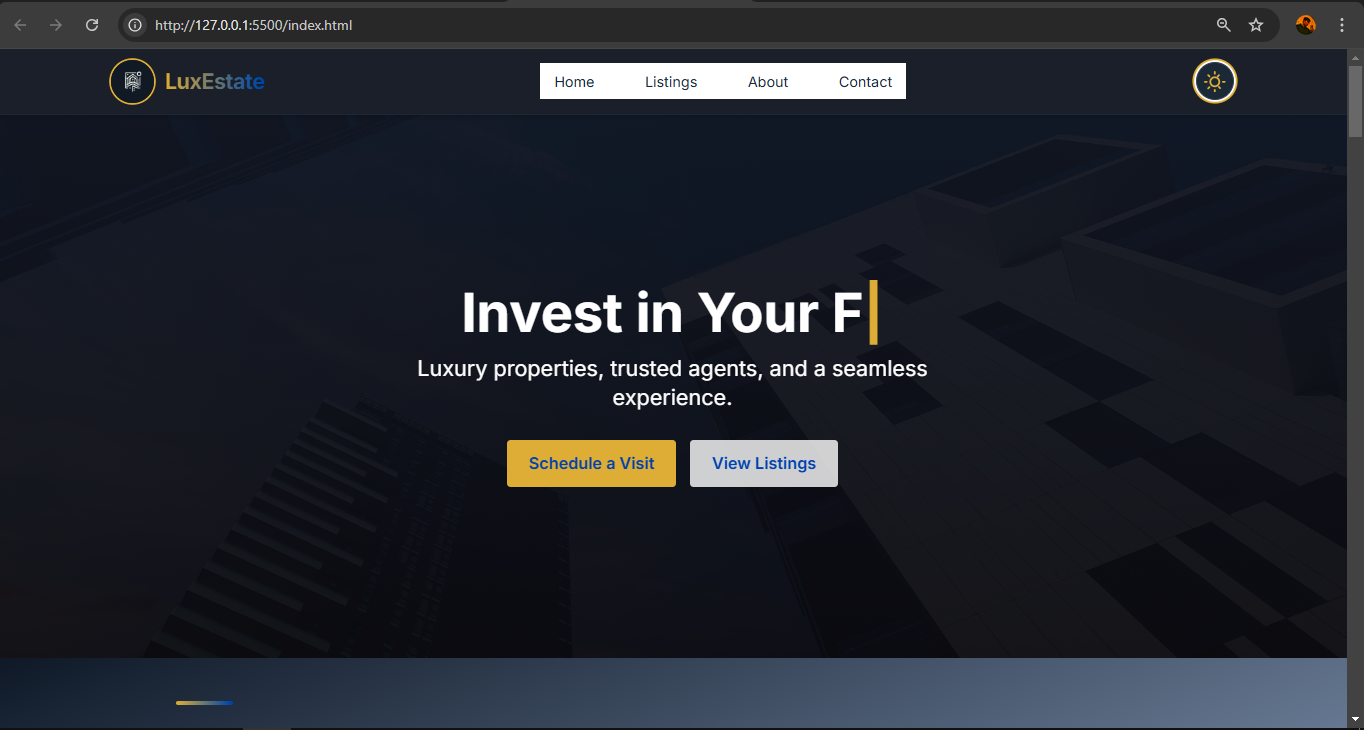 http://127.0.0.1:5500/index.html
LuxEstate
Home Listings About Contact
Invest in Your F
Luxury properties, trusted agents, and a seamless
experience.
Schedule a Visit View Listings